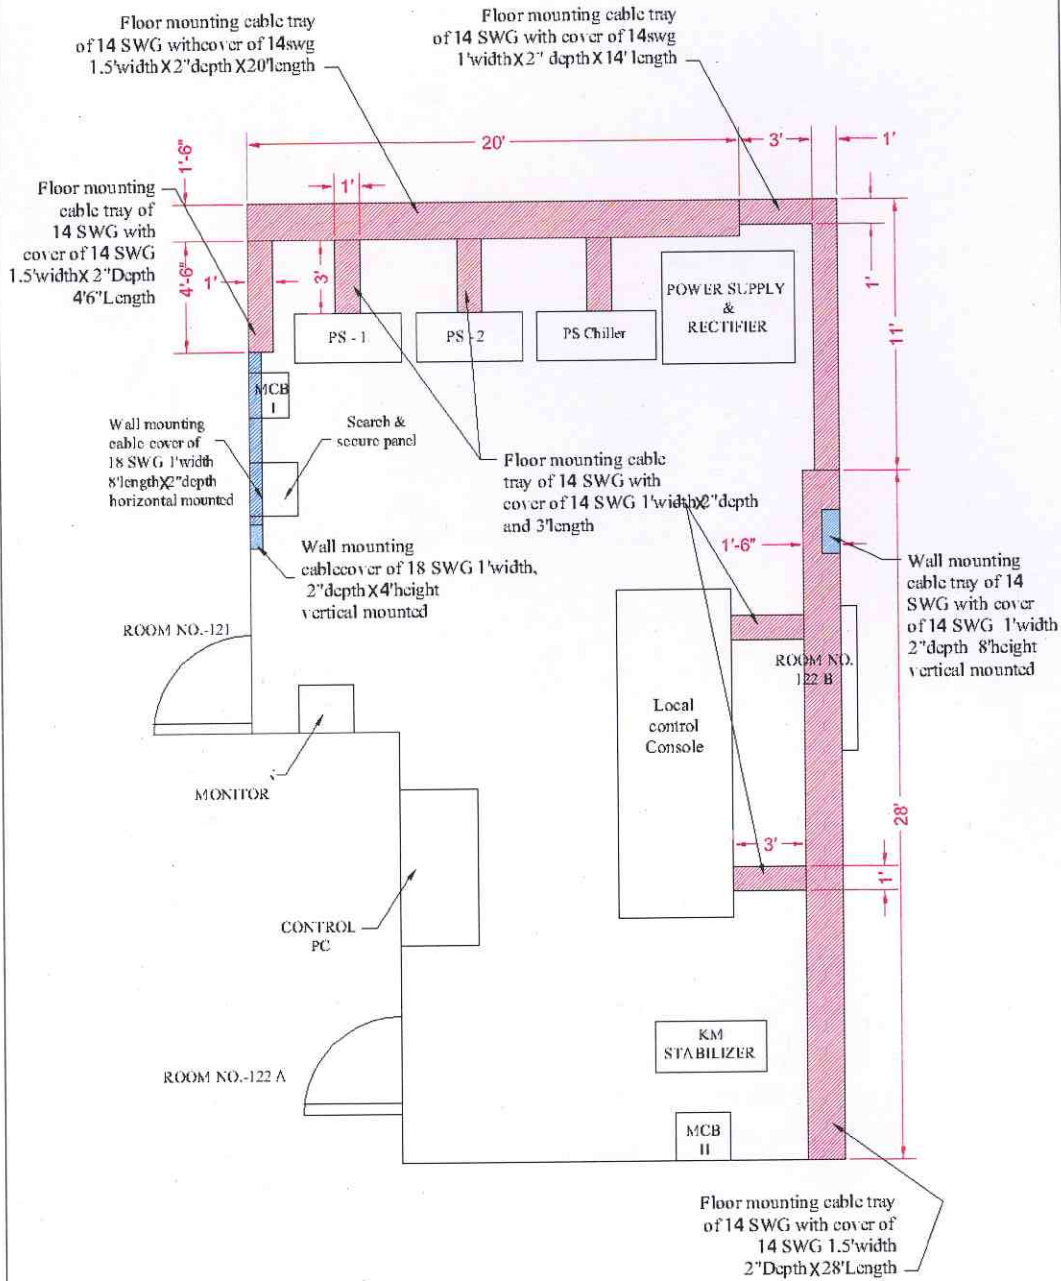 Floor mounting cable tray
of 14 SWG withcover of 14swg
1.5'width X 2"depth X20'length
Floor mounting cable tray
of 14 SWG with cover of 14swg
1'width X 2" depth X 14' length
20'
3'
1'
1'-6"
1'
Floor mounting
cable tray of
14 SWG with
cover of 14 SWG
1.5'width X 2"Depth
4'6"Length
4'-6"
1'
3'
1'
11'
PS - 1
PS - 2
PS Chiller
POWER SUPPLY
&
RECTIFIER
MCB
I
Wall mounting
cable cover of
18 SWG 1'width
8'length X 2"depth
horizontal mounted
Search &
secure panel
Floor mounting cable
tray of 14 SWG with
cover of 14 SWG 1'width X 2"depth
and 3'length
Wall mounting
cablecover of 18 SWG 1'width,
2"depth X 4'height
vertical mounted
1'-6"
Wall mounting
cable tray of 14
SWG with cover
of 14 SWG 1'width
2"depth 8'height
vertical mounted
ROOM NO.-121
ROOM NO.
122 B
Local
control
Console
MONITOR
28'
3'
1'
CONTROL
PC
KM
STABILIZER
ROOM NO.-122 A
MCB
II
Floor mounting cable tray
of 14 SWG with cover of
14 SWG 1.5'width
2"Depth X 28'Length